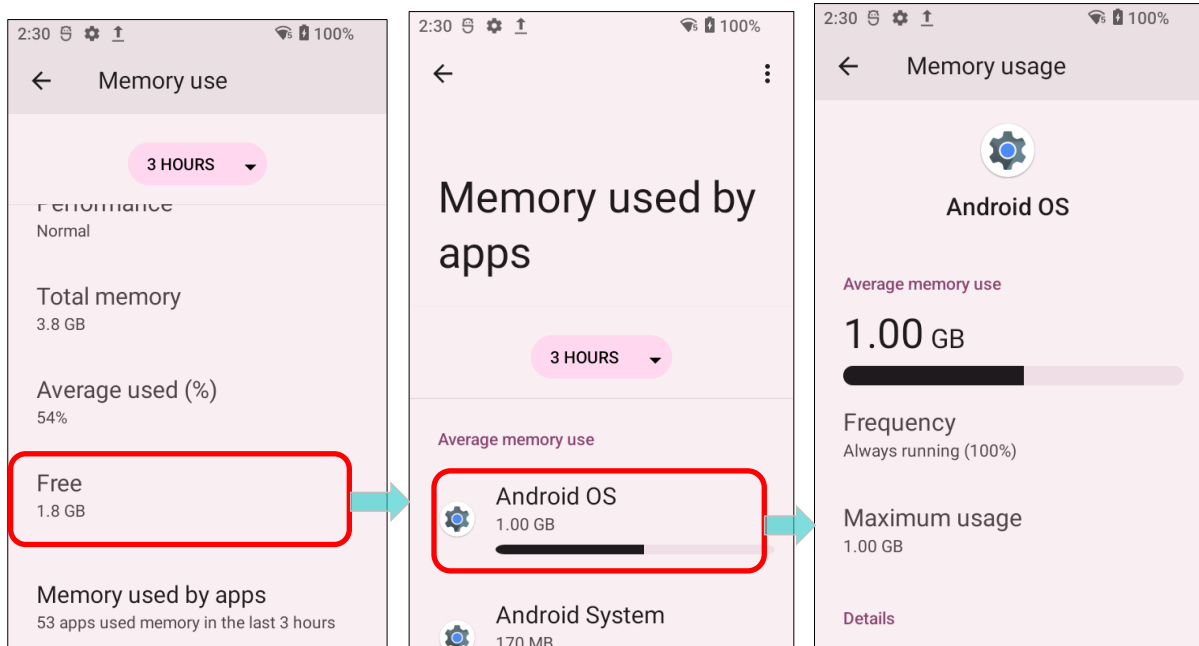 2:30 100%
Memory use
3 HOURS
Performance
Normal
Total memory
3.8 GB
Average used (%)
54%
Free
1.8 GB
Memory used by apps
53 apps used memory in the last 3 hours
2:30 5 100%
Memory used by
apps
3 HOURS
Average memory use
Android OS
1.00 GB
Android System
170 MB
2:30 5 100%
Memory usage
Android OS
Average memory use
1.00 GB
Frequency
Always running (100%)
Maximum usage
1.00 GB
Details